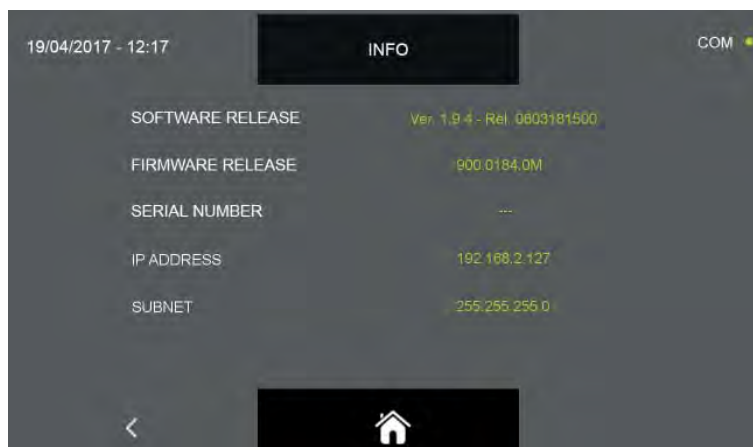 19/04/2017 - 12:17 INFO COM
SOFTWARE RELEASE Ver. 1.9.4 - Rel. 0603181500
FIRMWARE RELEASE 900.0184.0M
SERIAL NUMBER ---
IP ADDRESS 192.168.2.127
SUBNET 255.255.255.0